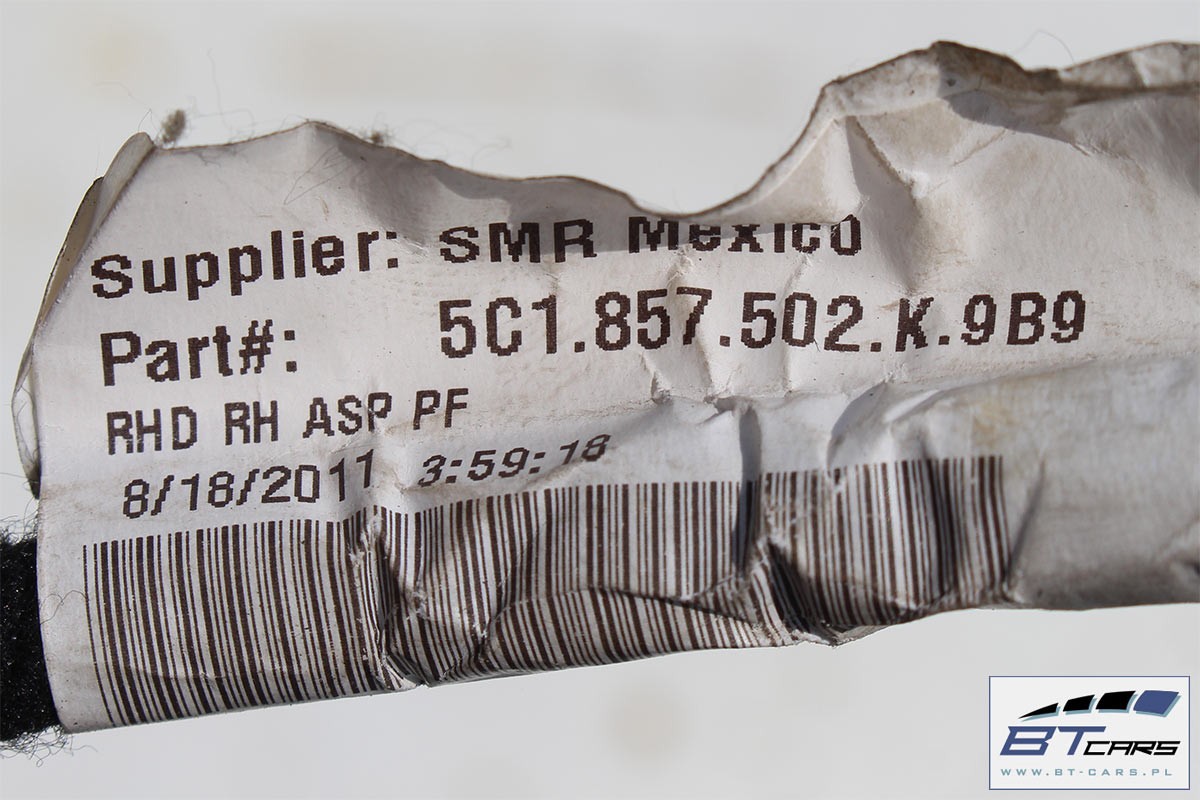 Supplier: SMR Mexico
Part#: 5C1.857.502.K.9B9
RHD RH ASP PF
8/18/2011 3:59:18
BT CARS
WWW.BT-CARS.PL